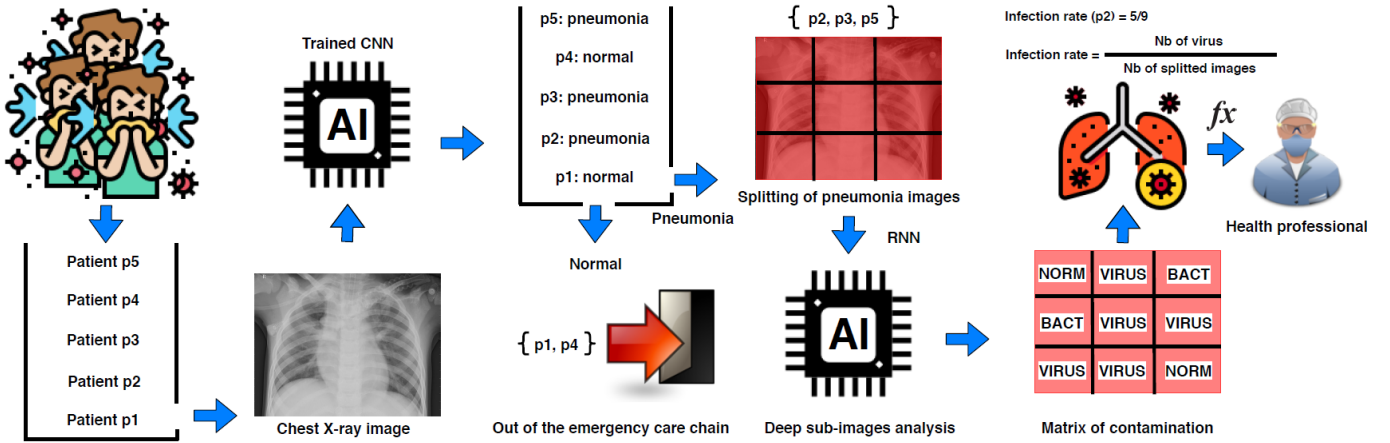 Patient p5
Patient p4
Patient p3
Patient p2
Patient p1
Chest X-ray image
Trained CNN
AI
p5: pneumonia
p4: normal
p3: pneumonia
p2: pneumonia
p1: normal
Pneumonia
Normal
{ p1, p4 }
Out of the emergency care chain
{ p2, p3, p5 }
Splitting of pneumonia images
RNN
AI
Deep sub-images analysis
NORM VIRUS BACT
BACT VIRUS VIRUS
VIRUS VIRUS NORM
Matrix of contamination
Infection rate (p2) = 5/9
Nb of virus
Infection rate =
Nb of splitted images
fx
Health professional